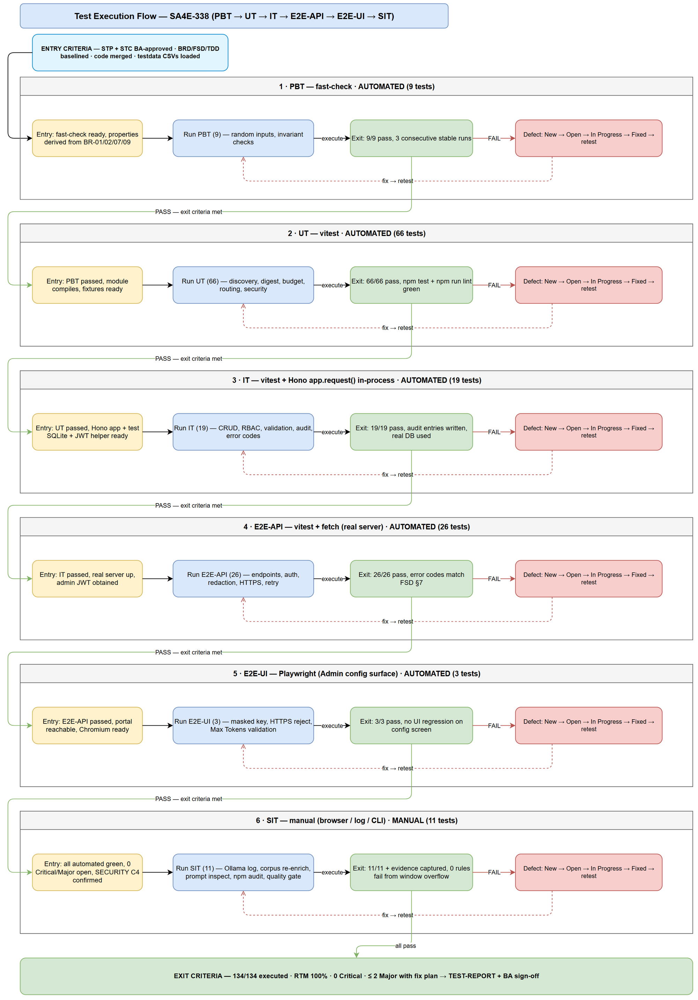 Test Execution Flow — SA4E-338 (PBT → UT → IT → E2E-API → E2E-UI → SIT)
ENTRY CRITERIA — STP + STC BA-approved · BRD/FSD/TDD
baselined · code merged · testdata CSVs loaded
1 · PBT — fast-check · AUTOMATED (9 tests)
Entry: fast-check ready, properties
derived from BR-01/02/07/09
Run PBT (9) — random inputs, invariant
checks
execute
Exit: 9/9 pass, 3 consecutive stable runs
FAIL
Defect: New → Open → In Progress → Fixed →
retest
fix → retest
PASS — exit criteria met
2 · UT — vitest · AUTOMATED (66 tests)
Entry: PBT passed, module
compiles, fixtures ready
Run UT (66) — discovery, digest, budget,
routing, security
execute
Exit: 66/66 pass, npm test + npm run lint
green
FAIL
Defect: New → Open → In Progress → Fixed →
retest
fix → retest
PASS — exit criteria met
3 · IT — vitest + Hono app.request() in-process · AUTOMATED (19 tests)
Entry: UT passed, Hono app + test
SQLite + JWT helper ready
Run IT (19) — CRUD, RBAC, validation, audit,
error codes
execute
Exit: 19/19 pass, audit entries written,
real DB used
FAIL
Defect: New → Open → In Progress → Fixed →
retest
fix → retest
PASS — exit criteria met
4 · E2E-API — vitest + fetch (real server) · AUTOMATED (26 tests)
Entry: IT passed, real server up,
admin JWT obtained
Run E2E-API (26) — endpoints, auth,
redaction, HTTPS, retry
execute
Exit: 26/26 pass, error codes match
FSD §7
FAIL
Defect: New → Open → In Progress → Fixed →
retest
fix → retest
PASS — exit criteria met
5 · E2E-UI — Playwright (Admin config surface) · AUTOMATED (3 tests)
Entry: E2E-API passed, portal
reachable, Chromium ready
Run E2E-UI (3) — masked key, HTTPS reject,
Max Tokens validation
execute
Exit: 3/3 pass, no UI regression on
config screen
FAIL
Defect: New → Open → In Progress → Fixed →
retest
fix → retest
PASS — exit criteria met
6 · SIT — manual (browser / log / CLI) · MANUAL (11 tests)
Entry: all automated green, 0
Critical/Major open, SECURITY C4
confirmed
Run SIT (11) — Ollama log, corpus re-enrich,
prompt inspect, npm audit, quality gate
execute
Exit: 11/11 + evidence captured, 0 rules
fail from window overflow
FAIL
Defect: New → Open → In Progress → Fixed →
retest
fix → retest
all pass
EXIT CRITERIA — 134/134 executed · RTM 100% · 0 Critical · ≤ 2 Major with fix plan → TEST-REPORT + BA sign-off